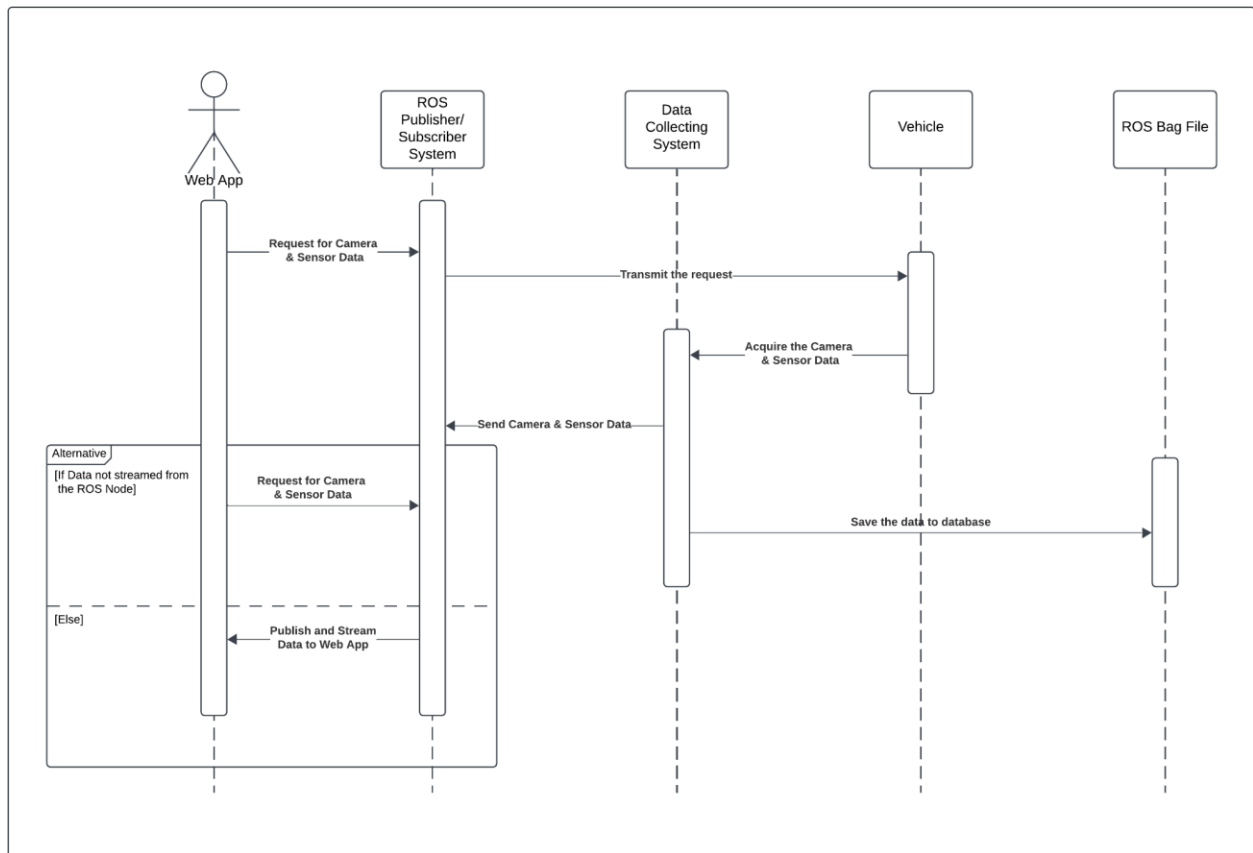 Web App
ROS
Publisher/
Subscriber
System
Data
Collecting
System
Vehicle
ROS Bag File
Request for Camera
& Sensor Data
Transmit the request
Acquire the Camera
& Sensor Data
Send Camera & Sensor Data
Alternative
[If Data not streamed from
the ROS Node]
Request for Camera
& Sensor Data
Save the data to database
[Else]
Publish and Stream
Data to Web App